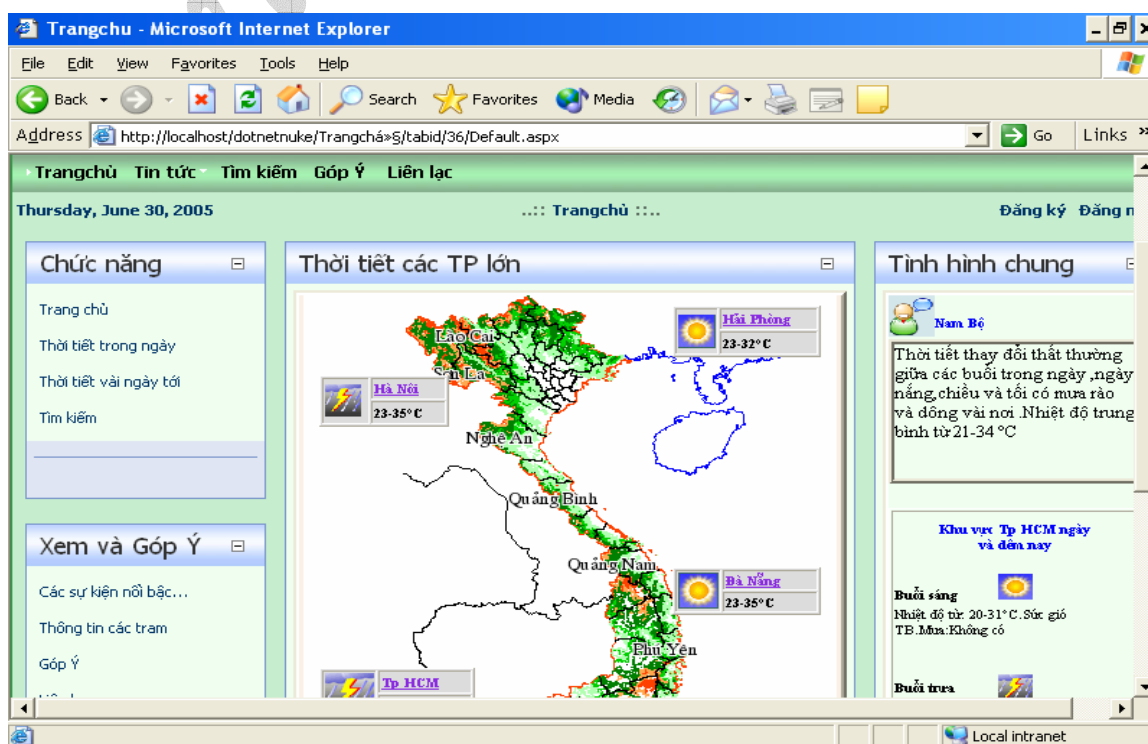 Trangchu - Microsoft Internet Explorer
File Edit View Favorites Tools Help
Back Search Favorites Media
Address http://localhost/dotnetnuke/Trangchá»§/tabid/36/Default.aspx Go Links »
Trangchủ Tin tức Tìm kiếm Góp Ý Liên lạc
Thursday, June 30, 2005 ..:: Trangchủ ::.. Đăng ký Đăng n
Chức năng
Trang chủ
Thời tiết trong ngày
Thời tiết vài ngày tới
Tìm kiếm
Xem và Góp Ý
Các sự kiện nổi bậc...
Thông tin các tram
Góp Ý
Thời tiết các TP lớn
Lào Cai
Hải Phòng
23-32°C
Sơn La
Hà Nôi
23-35°C
Nghệ An
Quảng Bình
Quảng Nam
Đà Nẵng
23-35°C
Phú Yên
Tp HCM
Tình hình chung
Nam Bộ
Thời tiết thay đổi thất thường
giữa các buổi trong ngày ,ngày
nắng,chiều và tối có mưa rào
và dông vài nơi .Nhiệt độ trung
bình từ 21-34 °C
Khu vực Tp HCM ngày
và đêm nay
Buổi sáng
Nhiệt độ từ: 20-31°C.Sức gió
TB.Mưa:Không có
Buổi trưa
Local intranet